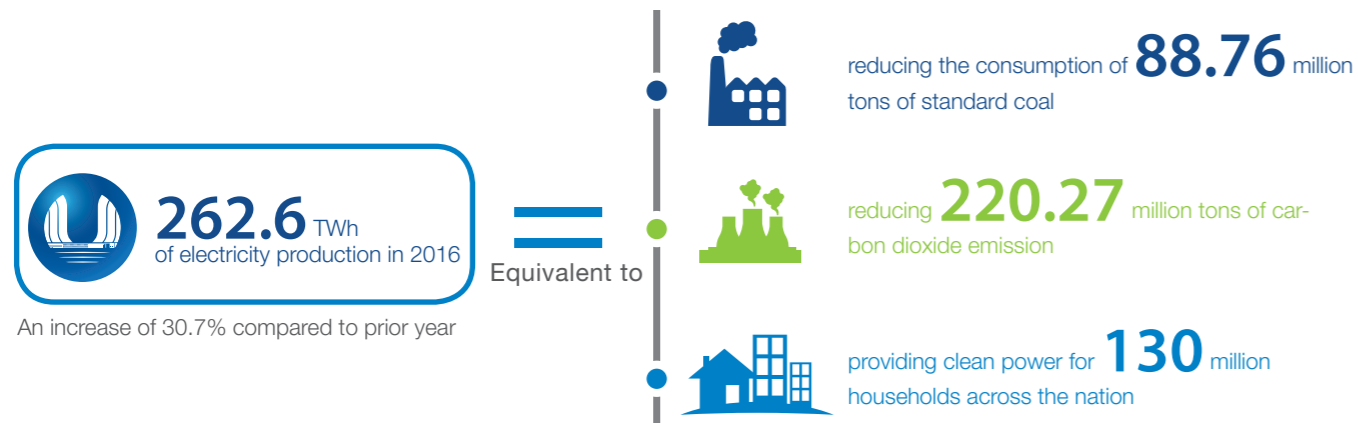 262.6 TWh
of electricity production in 2016
An increase of 30.7% compared to prior year
Equivalent to
reducing the consumption of 88.76 million
tons of standard coal
reducing 220.27 million tons of car-
bon dioxide emission
providing clean power for 130 million
households across the nation